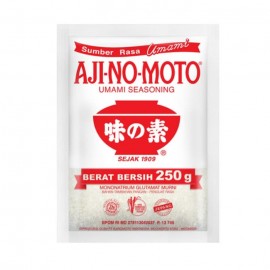 Sumber Rasa Umami
AJI-NO-MOTO®
UMAMI SEASONING
味の素
SEJAK 1909
BERAT BERSIH 250 g
MONONATRIUM GLUTAMAT MURNI